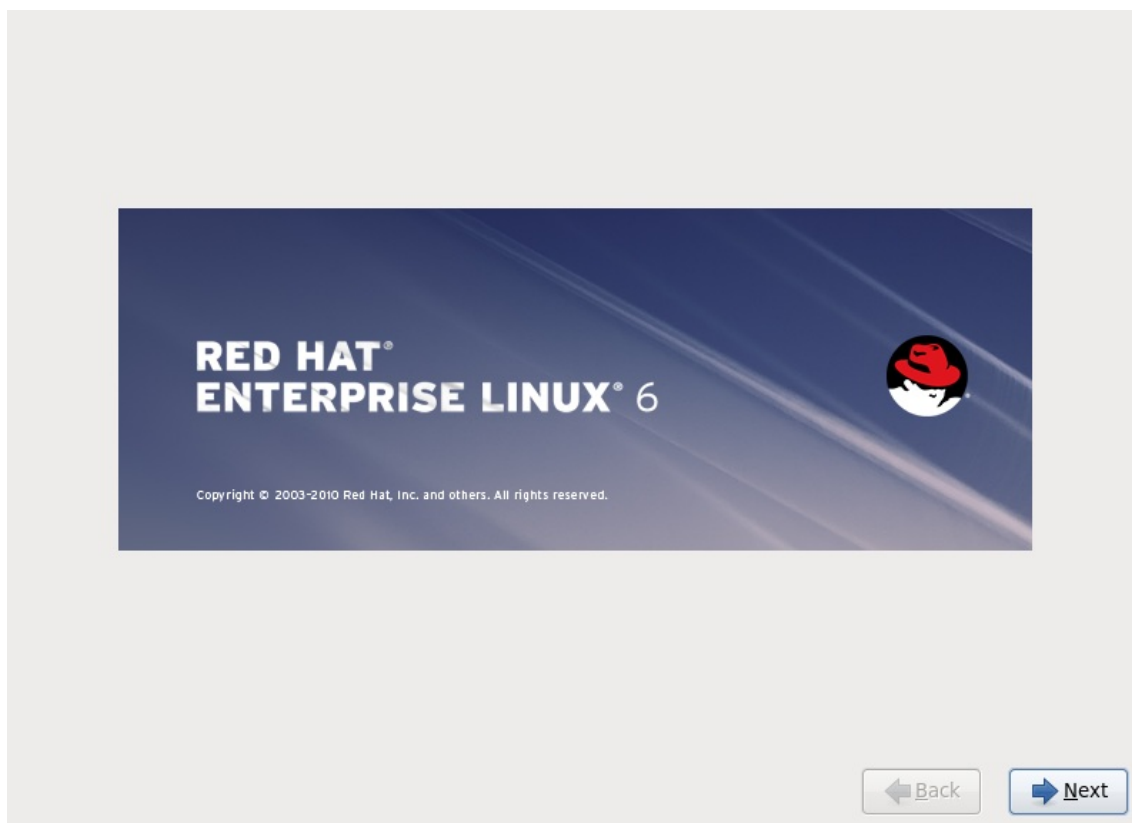 RED HAT®
ENTERPRISE LINUX® 6
Copyright © 2003-2010 Red Hat, Inc. and others. All rights reserved.
Back
Next